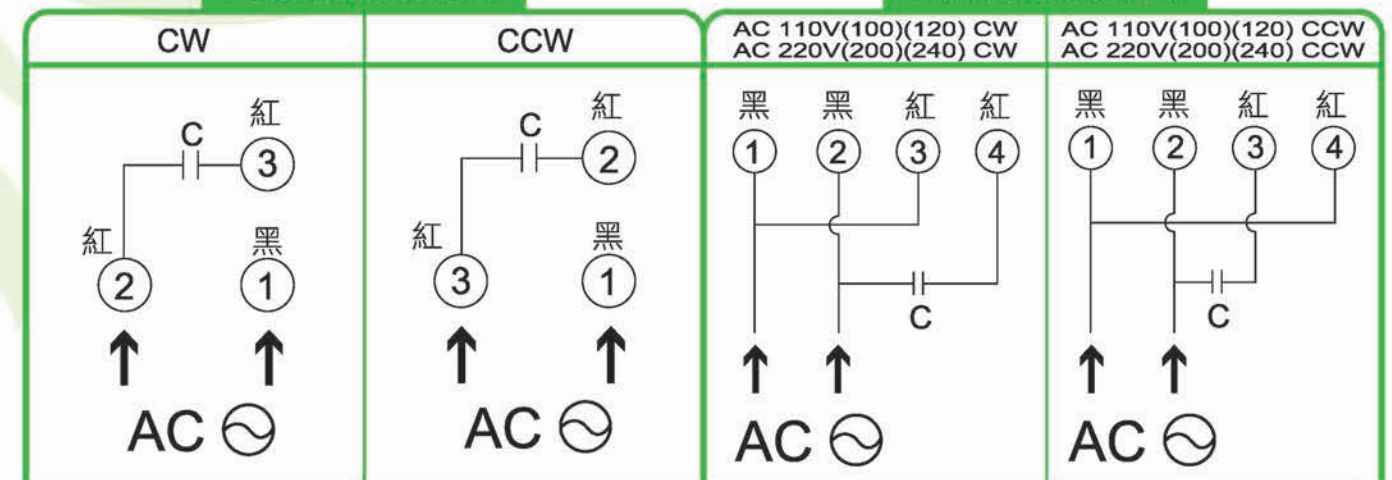 CW
CCW
AC 110V(100)(120) CW
AC 220V(200)(240) CW
AC 110V(100)(120) CCW
AC 220V(200)(240) CCW
C
紅
3
紅
2
黑
1
AC
C
紅
2
紅
3
黑
1
AC
黑 黑 紅 紅
1 2 3 4
C
AC
黑 黑 紅 紅
1 2 3 4
C
AC